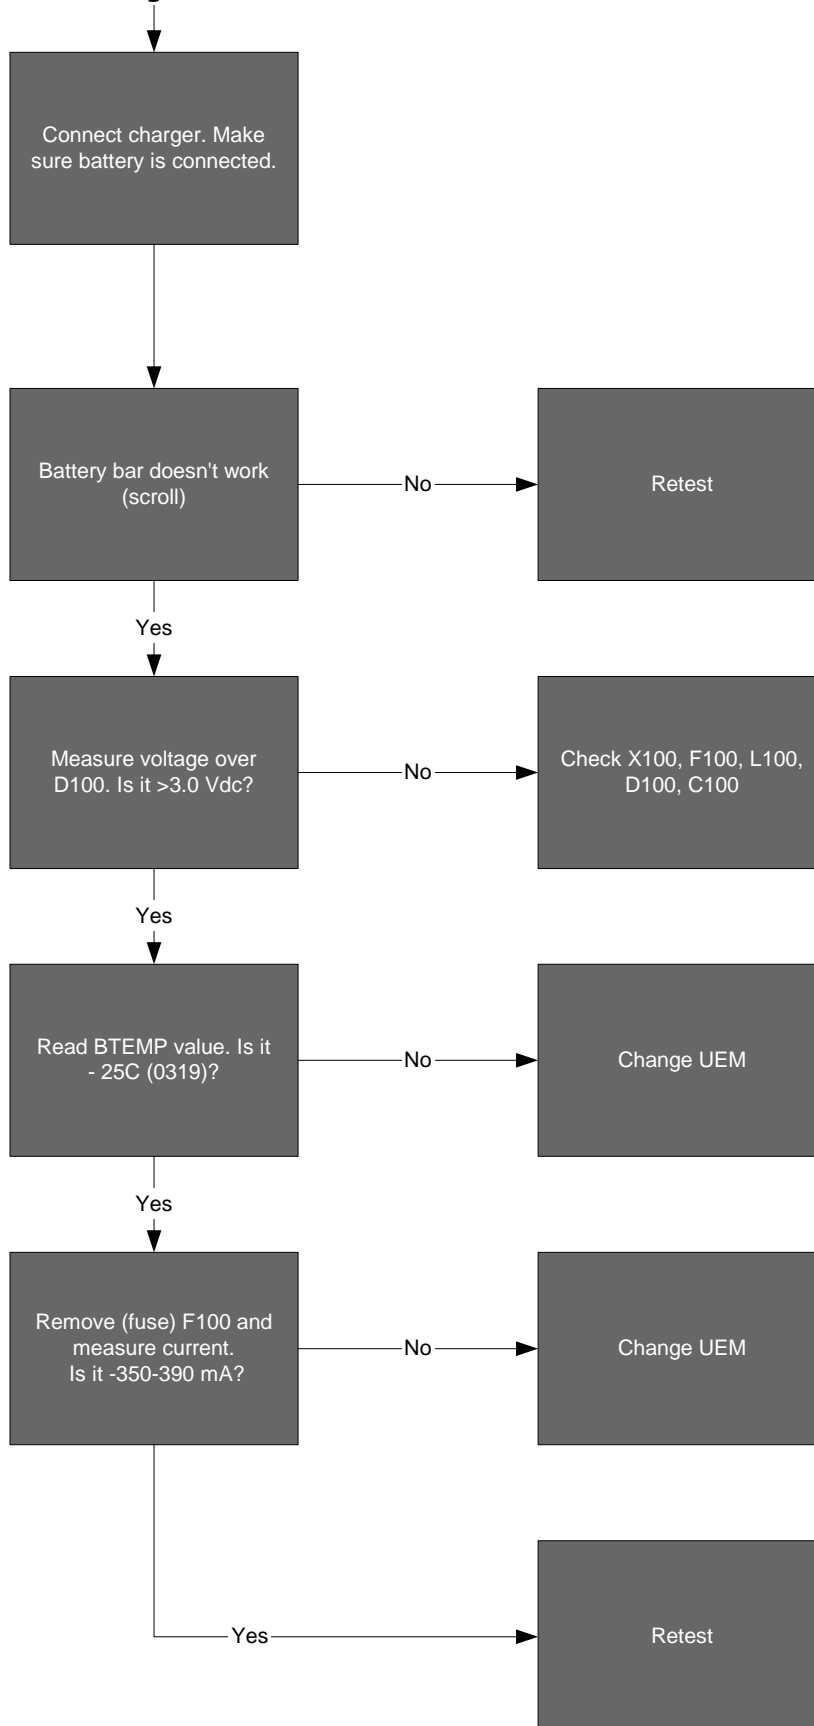 Connect charger. Make
sure battery is connected.
Battery bar doesn't work
(scroll)
No
Retest
Yes
Measure voltage over
D100. Is it >3.0 Vdc?
No
Check X100, F100, L100,
D100, C100
Yes
Read BTEMP value. Is it
- 25C (0319)?
No
Change UEM
Yes
Remove (fuse) F100 and
measure current.
Is it -350-390 mA?
No
Change UEM
Yes
Retest